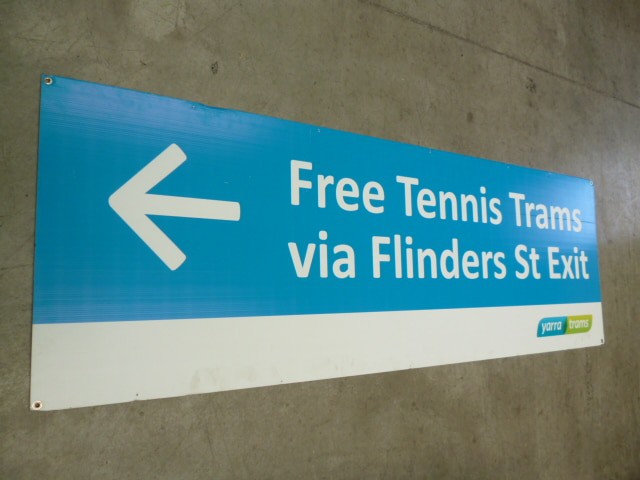 Free Tennis Trams
via Flinders St Exit
yarra trams